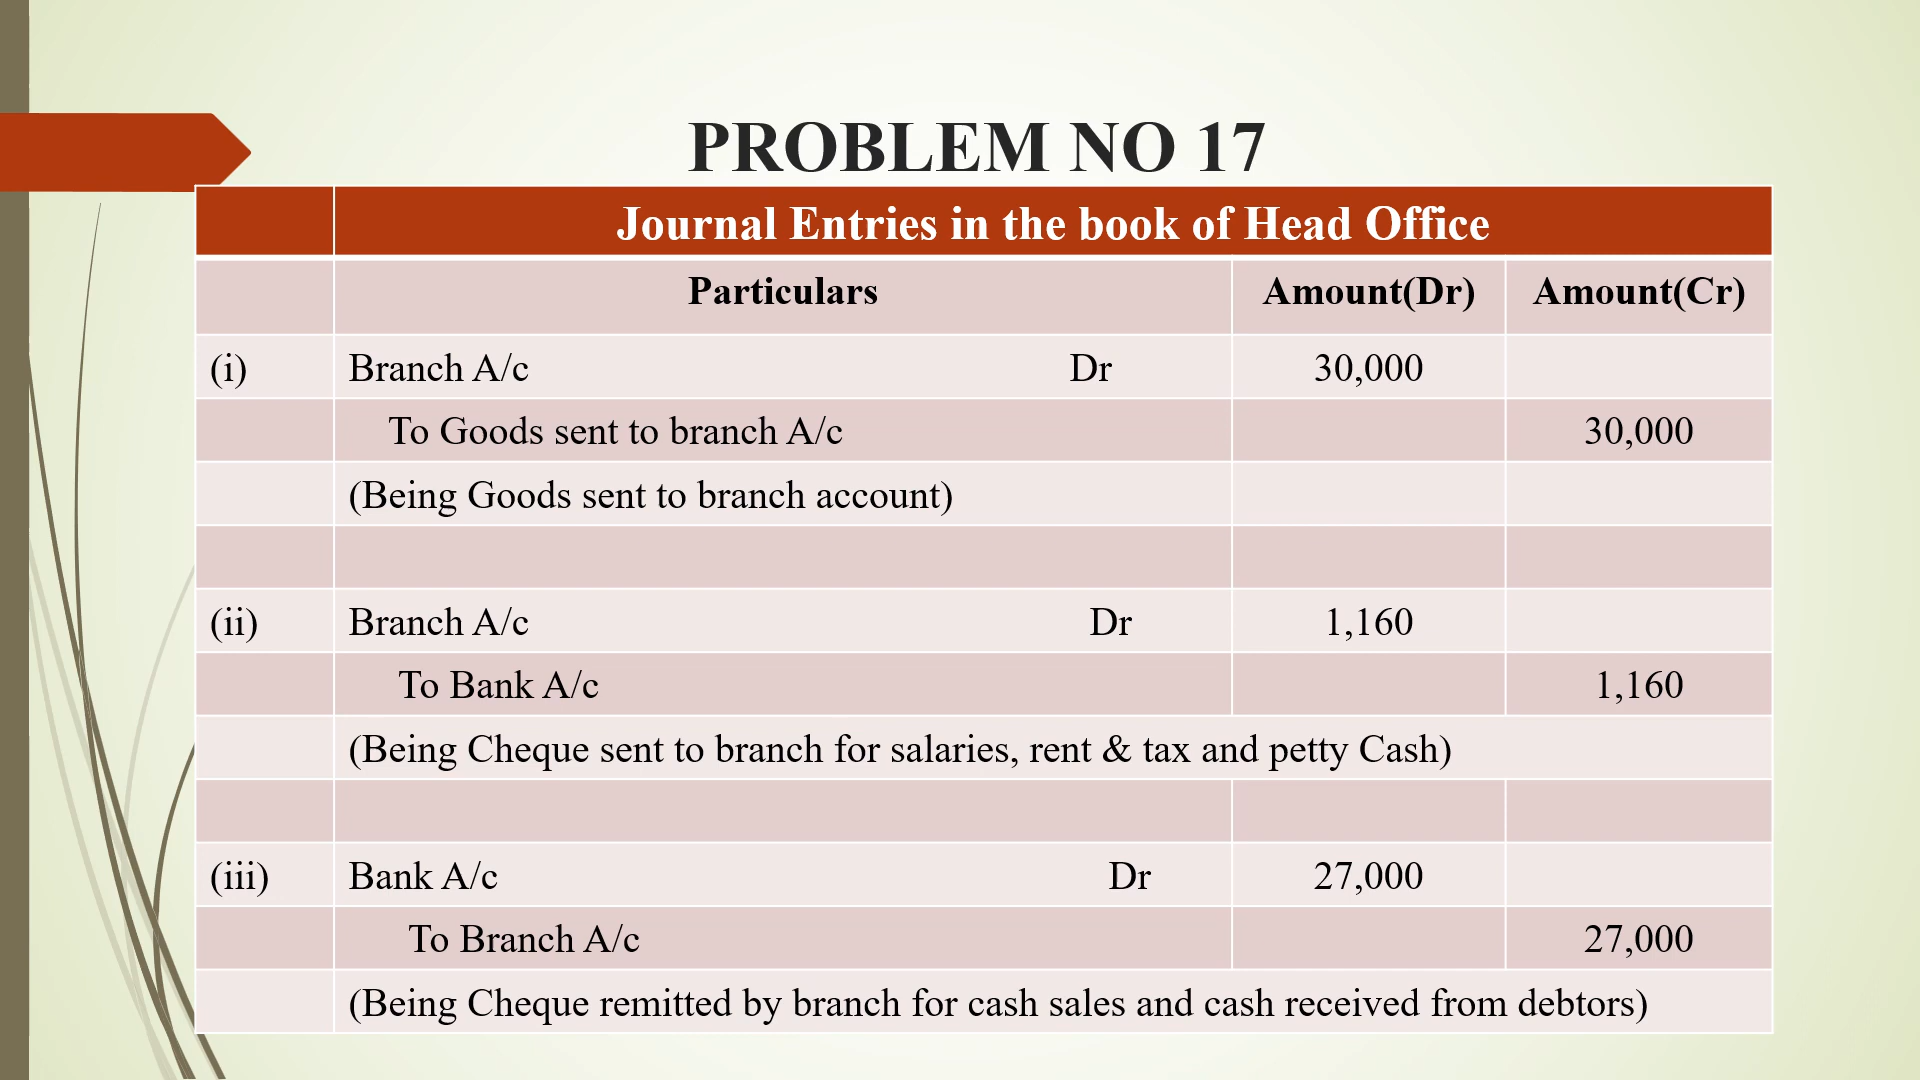 PROBLEM NO 17
Journal Entries in the book of Head Office
Particulars Amount(Dr) Amount(Cr)
(i) Branch A/c Dr 30,000
To Goods sent to branch A/c 30,000
(Being Goods sent to branch account)
(ii) Branch A/c Dr 1,160
To Bank A/c 1,160
(Being Cheque sent to branch for salaries, rent & tax and petty Cash)
(iii) Bank A/c Dr 27,000
To Branch A/c 27,000
(Being Cheque remitted by branch for cash sales and cash received from debtors)